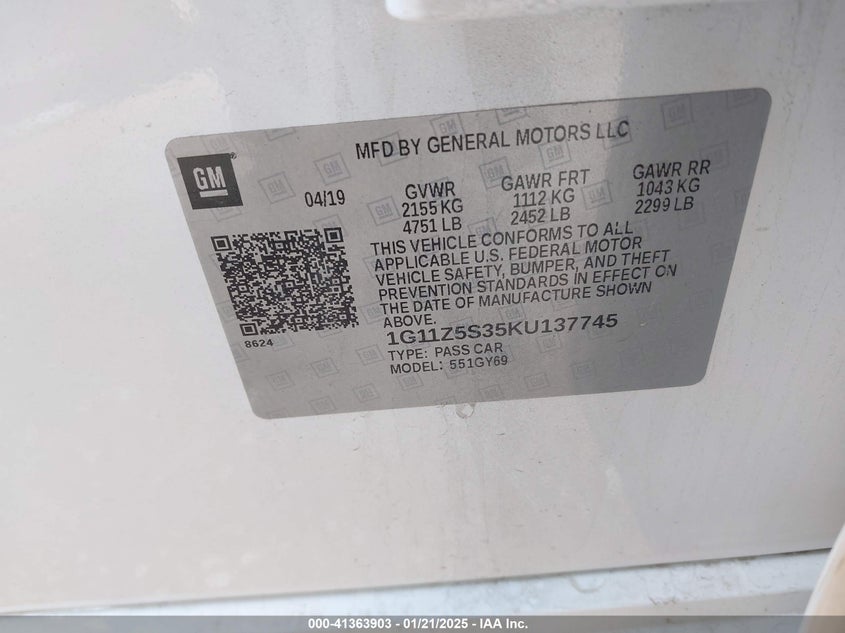 MFD BY GENERAL MOTORS LLC
GM
®
04/19
GVWR
2155 KG
4751 LB
GAWR FRT
1112 KG
2452 LB
GAWR RR
1043 KG
2299 LB
THIS VEHICLE CONFORMS TO ALL
APPLICABLE U.S. FEDERAL MOTOR
VEHICLE SAFETY, BUMPER, AND THEFT
PREVENTION STANDARDS IN EFFECT ON
THE DATE OF MANUFACTURE SHOWN
ABOVE.
8624
1G11Z5S35KU137745
TYPE: PASS CAR
MODEL: 551GY69
000-41363903 — 01/21/2025 — IAA Inc.